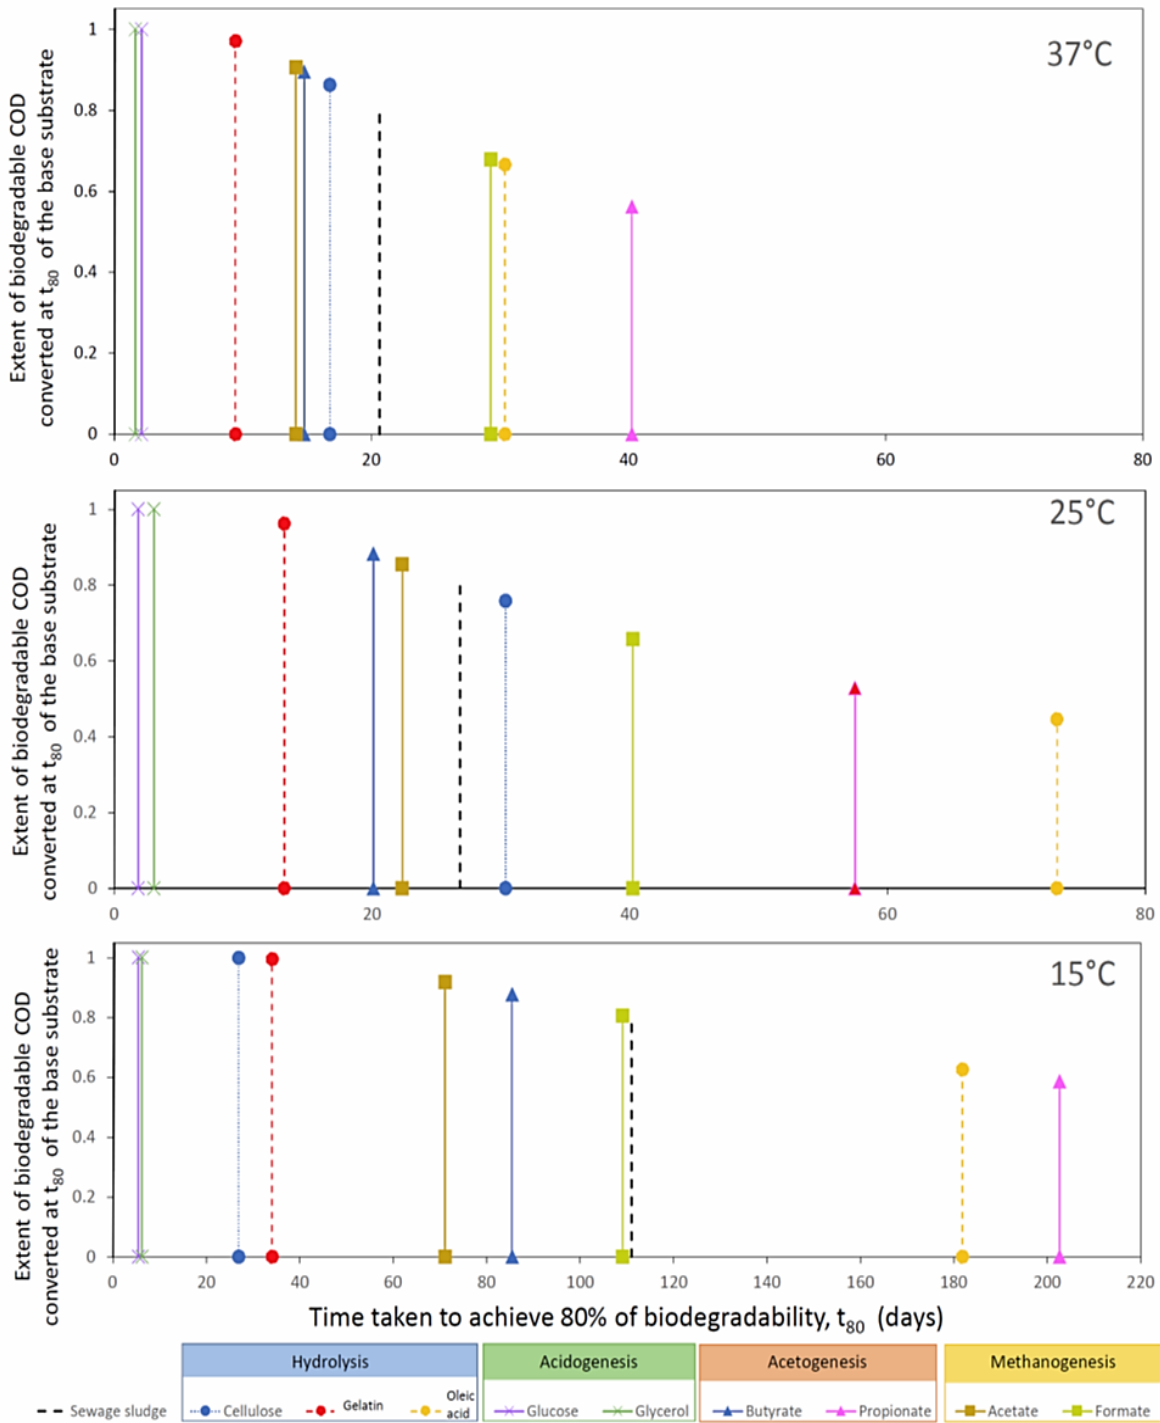 Extent of biodegradable COD
converted at t80 of the base substrate
37°C
1
0.8
0.6
0.4
0.2
0
0 20 40 60 80
Extent of biodegradable COD
converted at t80 of the base substrate
25°C
1
0.8
0.6
0.4
0.2
0
0 20 40 60 80
Extent of biodegradable COD
converted at t80 of the base substrate
15°C
1
0.8
0.6
0.4
0.2
0
0 20 40 60 80 100 120 140 160 180 200 220
Time taken to achieve 80% of biodegradability, t80 (days)
Hydrolysis Acidogenesis Acetogenesis Methanogenesis
Sewage sludge Cellulose Gelatin Oleic acid Glucose Glycerol Butyrate Propionate Acetate Formate